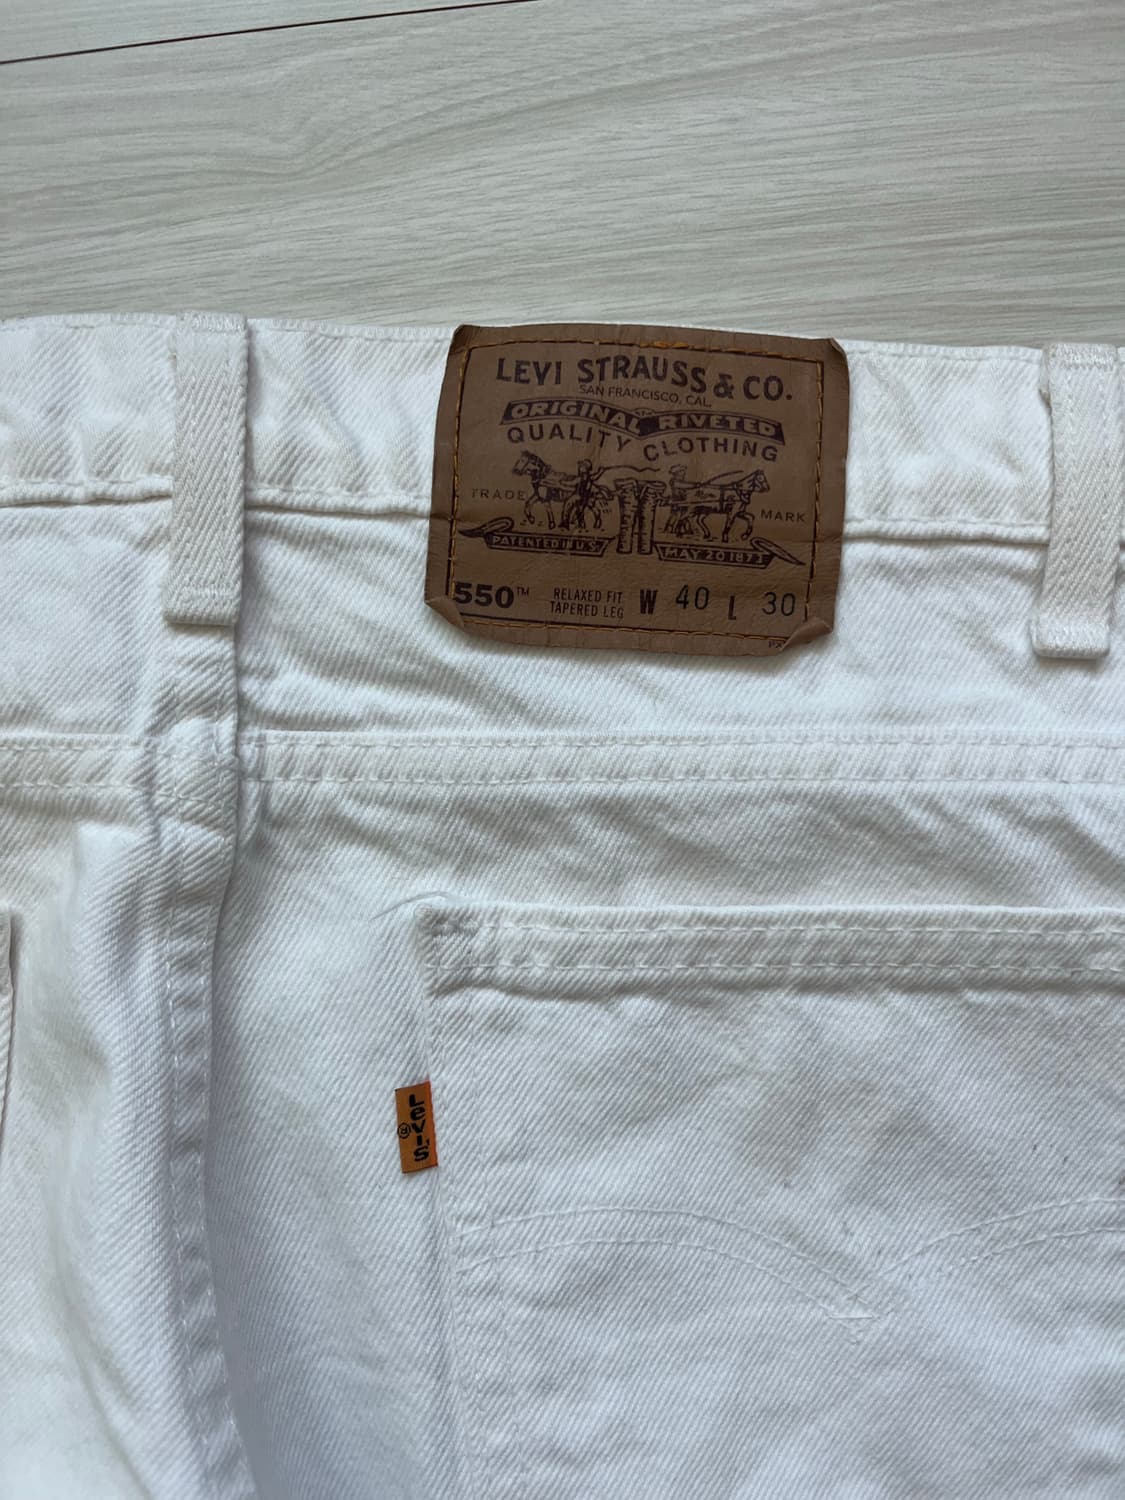 LEVI STRAUSS & CO.
SAN FRANCISCO, CAL.
ORIGINAL RIVETED
QUALITY CLOTHING
TRADE MARK
PATENTED IN U.S. MAY 20 1873
550™ RELAXED FIT TAPERED LEG W 40 L 30
LEVI'S®